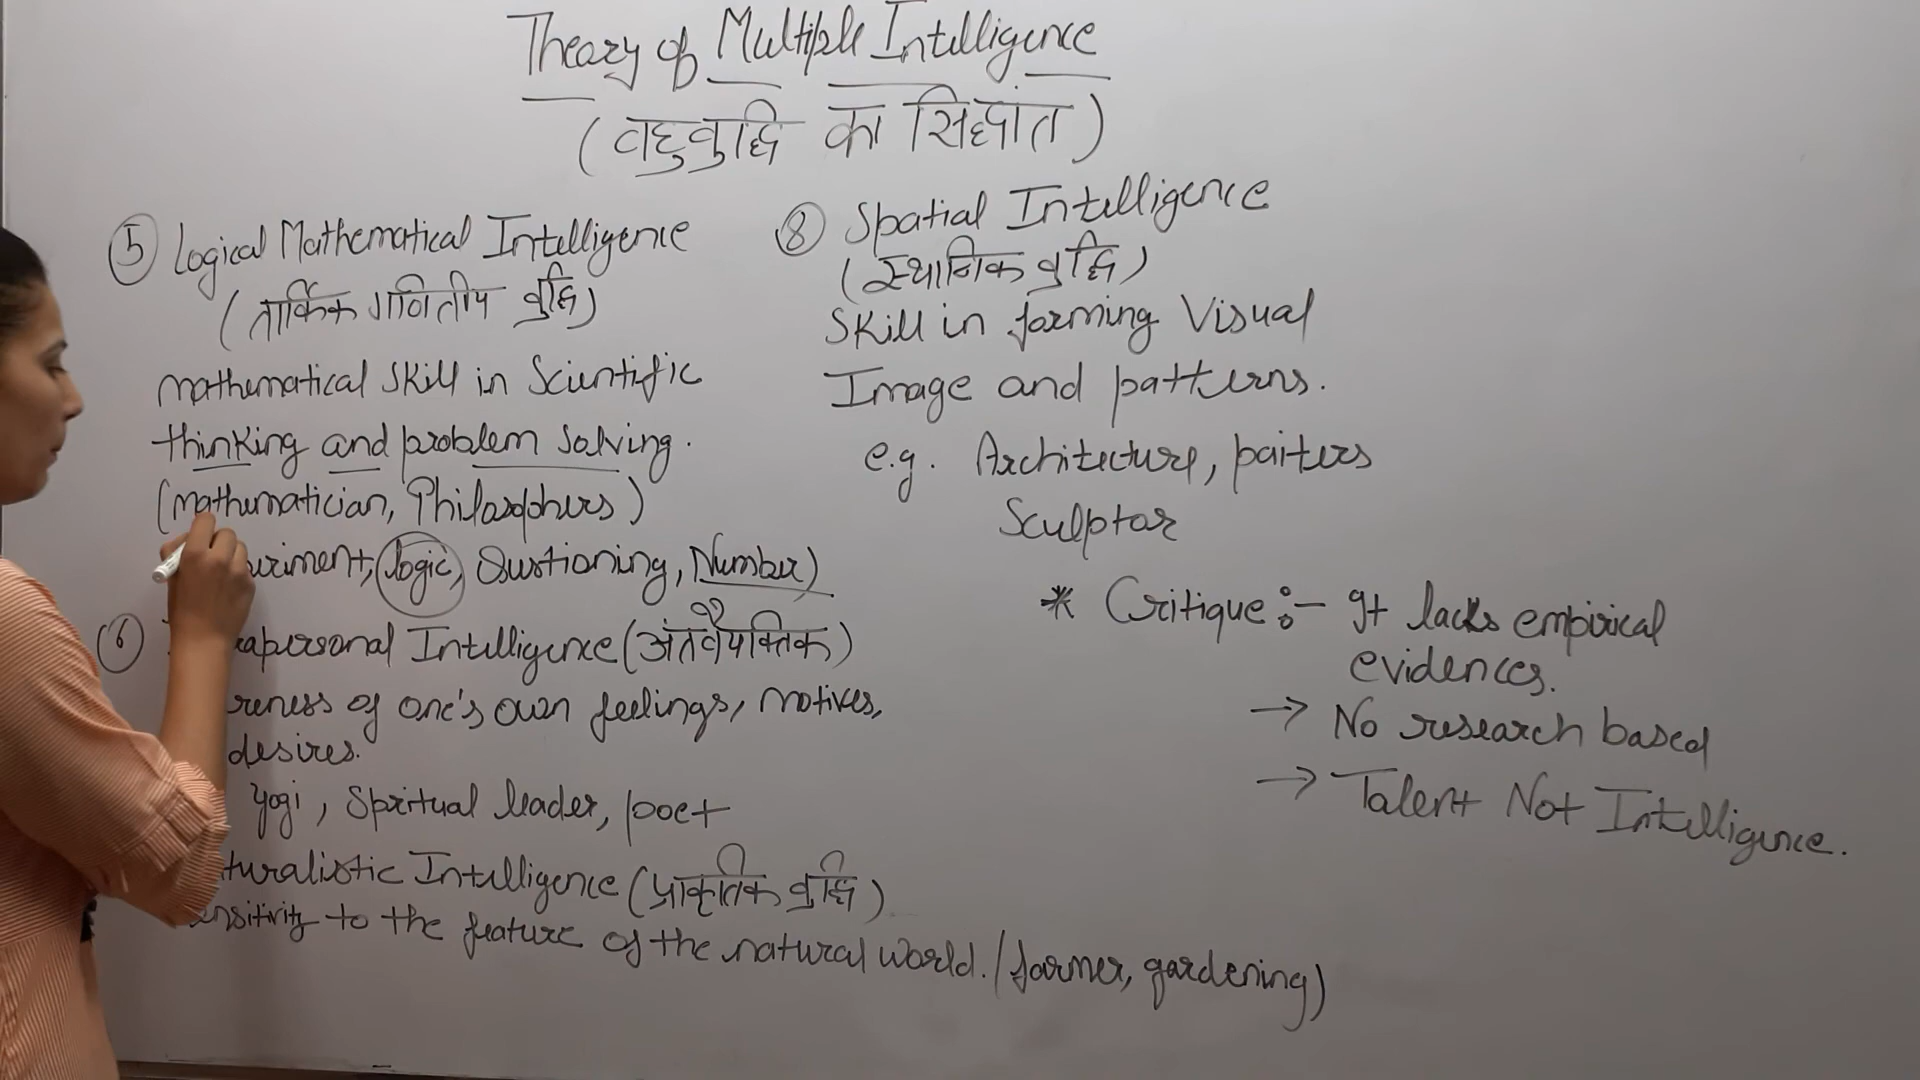 Theory of Multiple Intelligence
(वहुवुद्धि का सिद्धांत)
5 Logical Mathematical Intelligence
(तार्किक गणितीय वुद्धि)
mathematical skill in Scientific
thinking and problem solving.
(mathematician, Philosophers)
logic, Questioning, Number)
6
Intelligence (अंतर्वैयक्तिक)
of one's own feelings, motives,
desires.
Yogi, Spritual leader, poet
Intelligence (प्राकृतिक वुद्धि)
to the feature of the natural world. (farmer, gardening)
8 Spatial Intelligence
(स्थानिक वुद्धि)
Skill in forming Visual
Image and patterns.
e.g. Architecture, paiters
Sculptor
* Critique :- It lacks empirical
evidences.
→ No research based
→ Talent Not Intelligence.